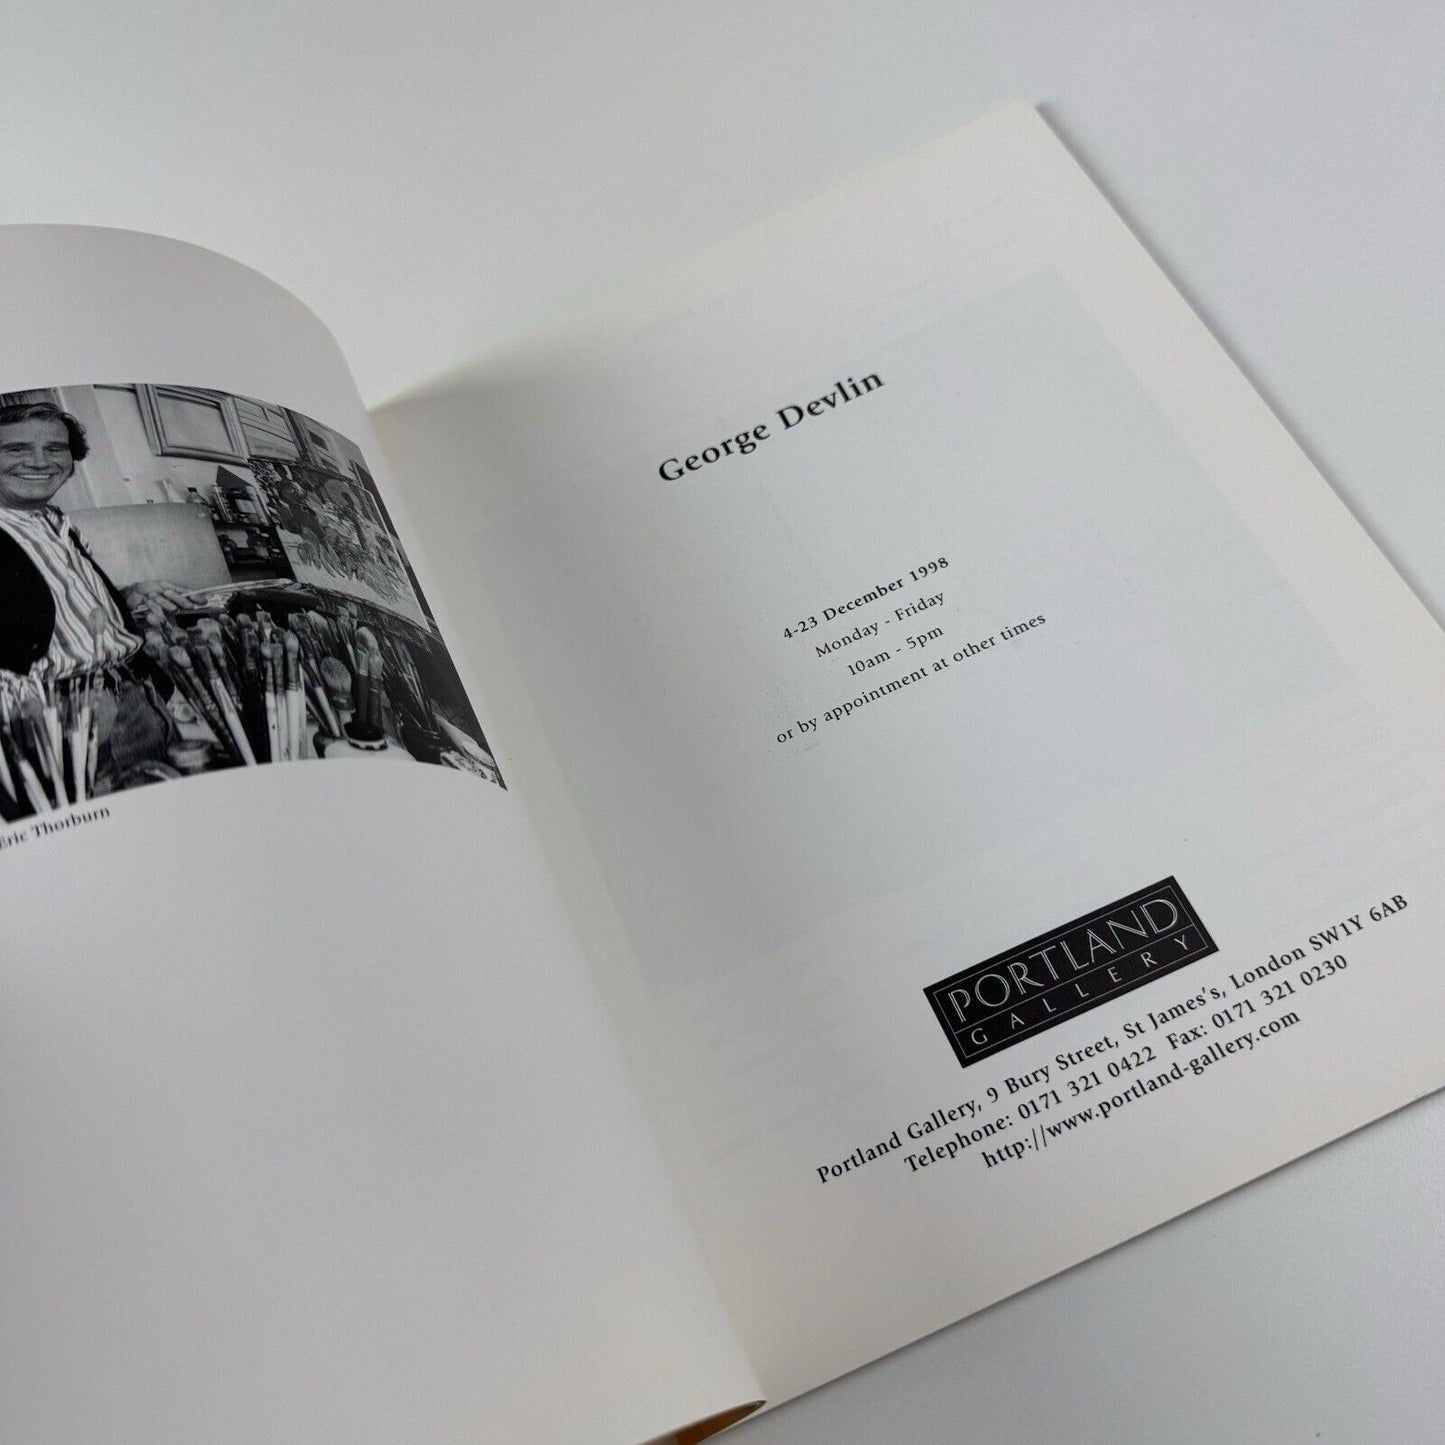 Eric Thorburn
George Devlin
4-23 December 1998
Monday - Friday
10am - 5pm
or by appointment at other times
PORTLAND
GALLERY
Portland Gallery, 9 Bury Street, St James's, London SW1Y 6AB
Telephone: 0171 321 0422 Fax: 0171 321 0230
http://www.portland-gallery.com